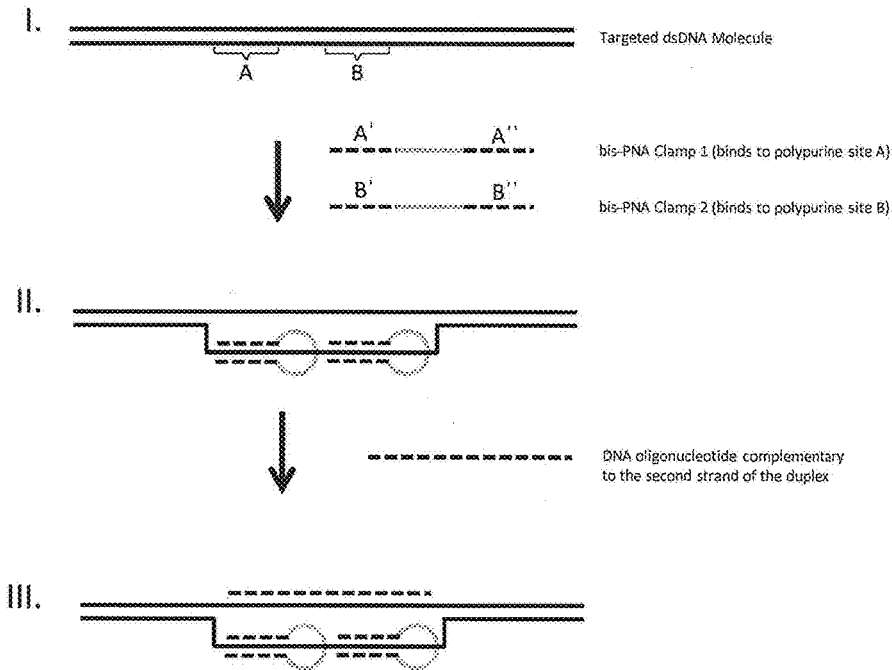 I.
Targeted dsDNA Molecule
A
B
A' A''
bis-PNA Clamp 1 (binds to polypurine site A)
B' B''
bis-PNA Clamp 2 (binds to polypurine site B)
II.
DNA oligonucleotide complementary
to the second strand of the duplex
III.